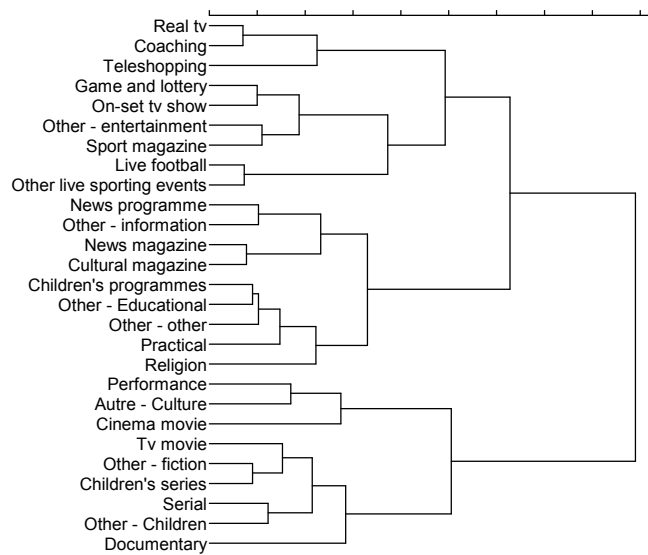 Real tv
Coaching
Teleshopping
Game and lottery
On-set tv show
Other - entertainment
Sport magazine
Live football
Other live sporting events
News programme
Other - information
News magazine
Cultural magazine
Children's programmes
Other - Educational
Other - other
Practical
Religion
Performance
Autre - Culture
Cinema movie
Tv movie
Other - fiction
Children's series
Serial
Other - Children
Documentary